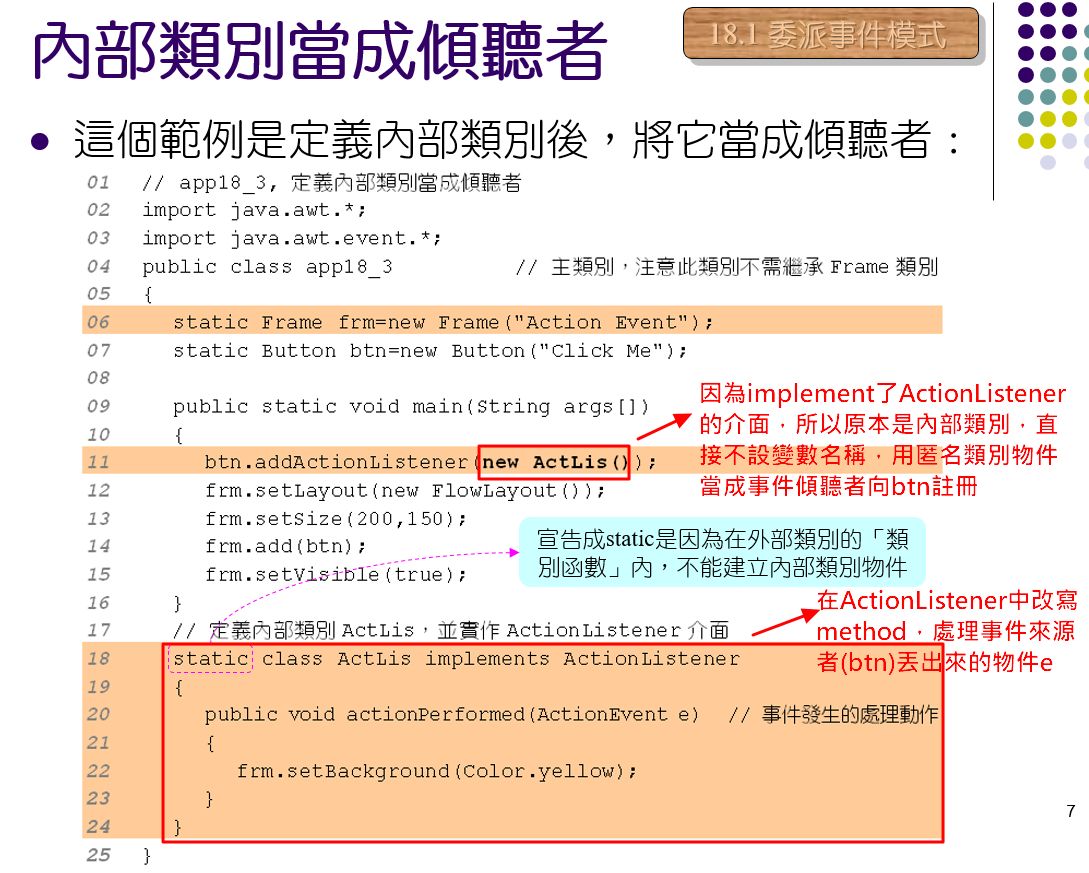 內部類別當成傾聽者
18.1 委派事件模式
這個範例是定義內部類別後，將它當成傾聽者：
01 // app18_3, 定義內部類別當成傾聽者
02 import java.awt.*;
03 import java.awt.event.*;
04 public class app18_3 // 主類別，注意此類別不需繼承 Frame 類別
05 {
06 static Frame frm=new Frame("Action Event");
07 static Button btn=new Button("Click Me");
08
09 public static void main(String args[])
10 {
11 btn.addActionListener(new ActLis());
12 frm.setLayout(new FlowLayout());
13 frm.setSize(200,150);
14 frm.add(btn);
15 frm.setVisible(true);
16 }
17 // 定義內部類別 ActLis，並實作 ActionListener 介面
18 static class ActLis implements ActionListener
19 {
20 public void actionPerformed(ActionEvent e) // 事件發生的處理動作
21 {
22 frm.setBackground(Color.yellow);
23 }
24 }
25 }
因為implement了ActionListener
的介面，所以原本是內部類別，直
接不設變數名稱，用匿名類別物件
當成事件傾聽者向btn註冊
宣告成static是因為在外部類別的「類
別函數」內，不能建立內部類別物件
在ActionListener中改寫
method，處理事件來源
者(btn)丟出來的物件e
7